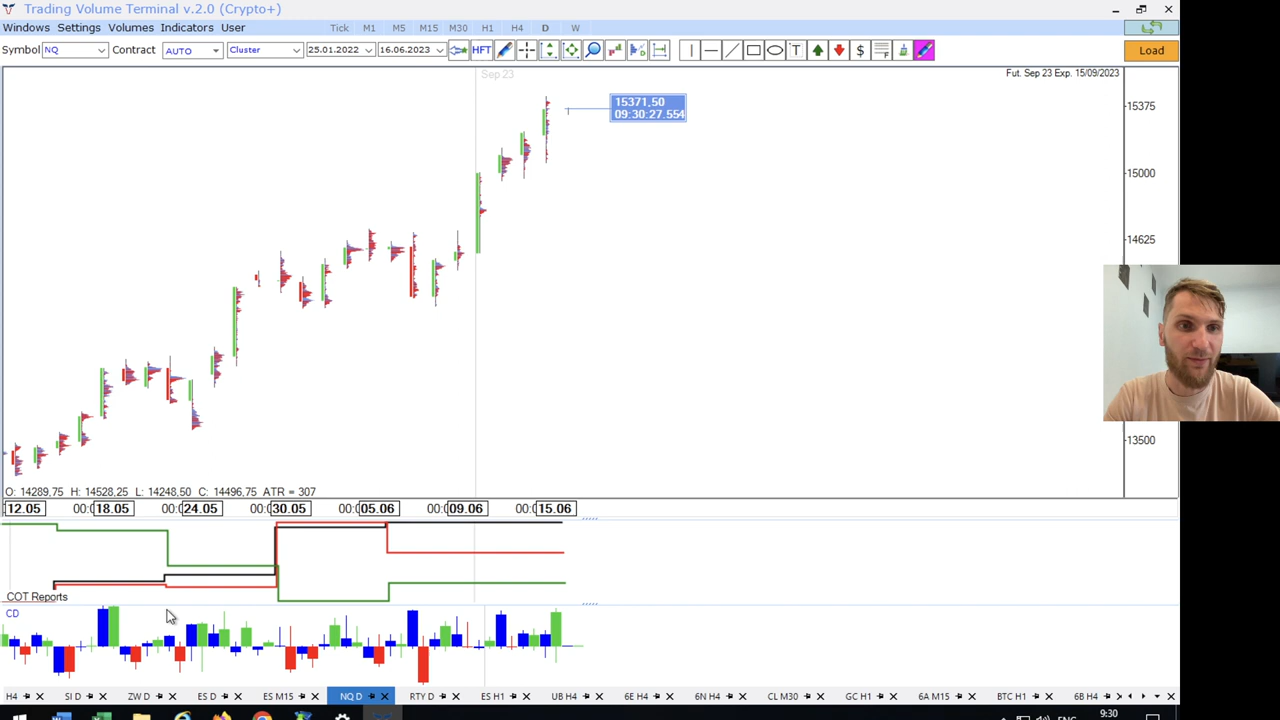 Trading Volume Terminal v.2.0 (Crypto+)
Windows Settings Volumes Indicators User Tick M1 M5 M15 M30 H1 H4 D W
Symbol NQ Contract AUTO Cluster 25.01.2022 16.06.2023 HFT T $ F Load
Sep 23 Fut. Sep 23 Exp. 15/09/2023
15371,50
09:30:27.554
15375
15000
14625
13500
O: 14289,75 H: 14528,25 L: 14248,50 C: 14496,75 ATR = 307
12.05 00:0 18.05 00:0 24.05 00:0 30.05 00:0 05.06 00:0 09.06 00:0 15.06
COT Reports
CD
H4 SI D ZW D ES D ES M15 NQ D RTY D ES H1 UB H4 6E H4 6N H4 CL M30 GC H1 6A M15 BTC H1 6B H4
ENG 9:30